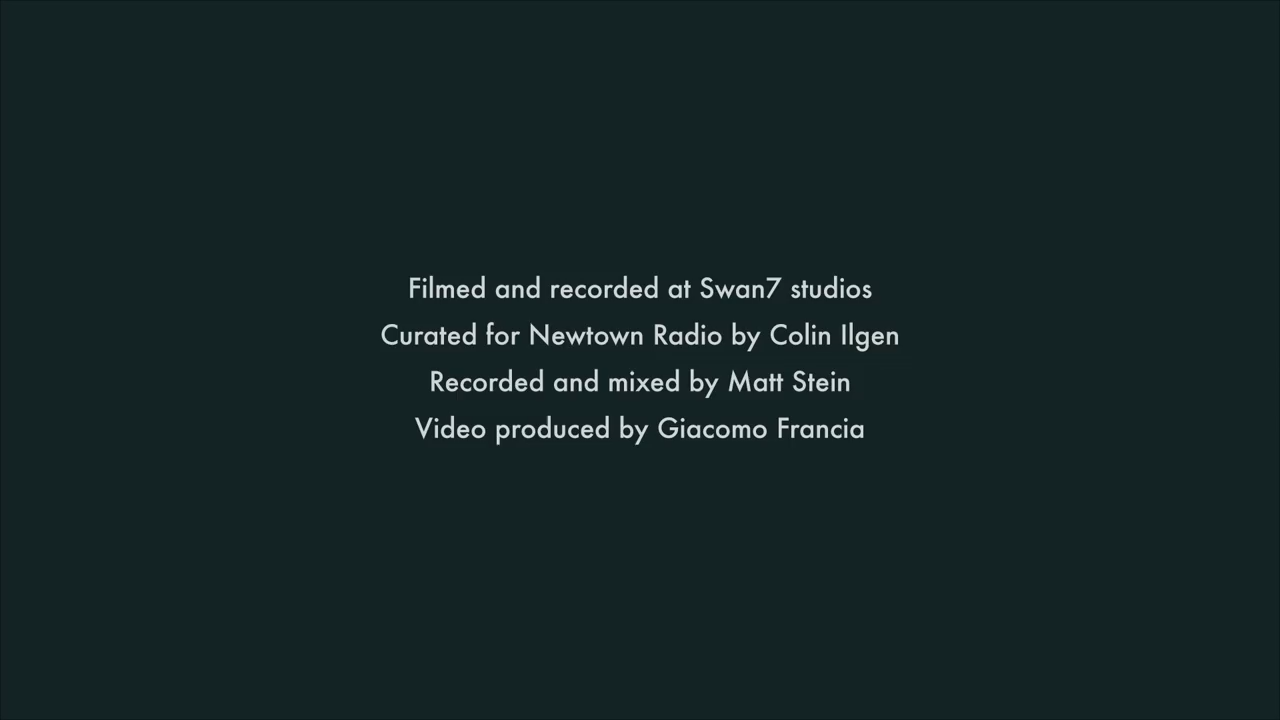 Filmed and recorded at Swan7 studios
Curated for Newtown Radio by Colin Ilgen
Recorded and mixed by Matt Stein
Video produced by Giacomo Francia